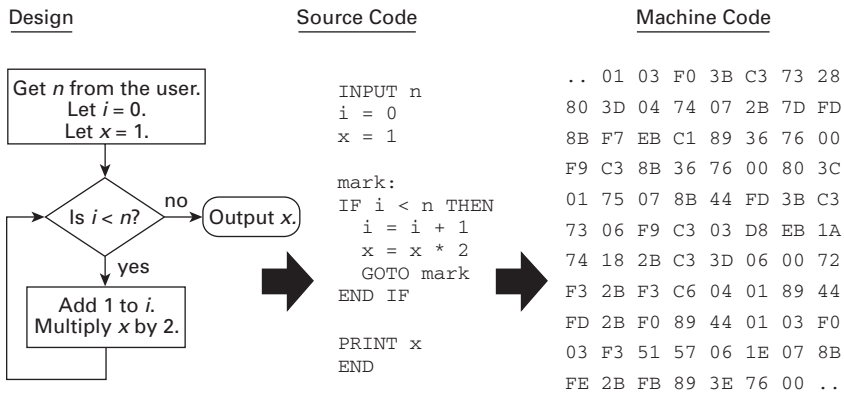 Design
Get n from the user.
Let i = 0.
Let x = 1.
Is i < n?
no
Output x.
yes
Add 1 to i.
Multiply x by 2.
Source Code
INPUT n
i = 0
x = 1
mark:
IF i < n THEN
i = i + 1
x = x * 2
GOTO mark
END IF
PRINT x
END
Machine Code
.. 01 03 F0 3B C3 73 28
80 3D 04 74 07 2B 7D FD
8B F7 EB C1 89 36 76 00
F9 C3 8B 36 76 00 80 3C
01 75 07 8B 44 FD 3B C3
73 06 F9 C3 03 D8 EB 1A
74 18 2B C3 3D 06 00 72
F3 2B F3 C6 04 01 89 44
FD 2B F0 89 44 01 03 F0
03 F3 51 57 06 1E 07 8B
FE 2B FB 89 3E 76 00 ..